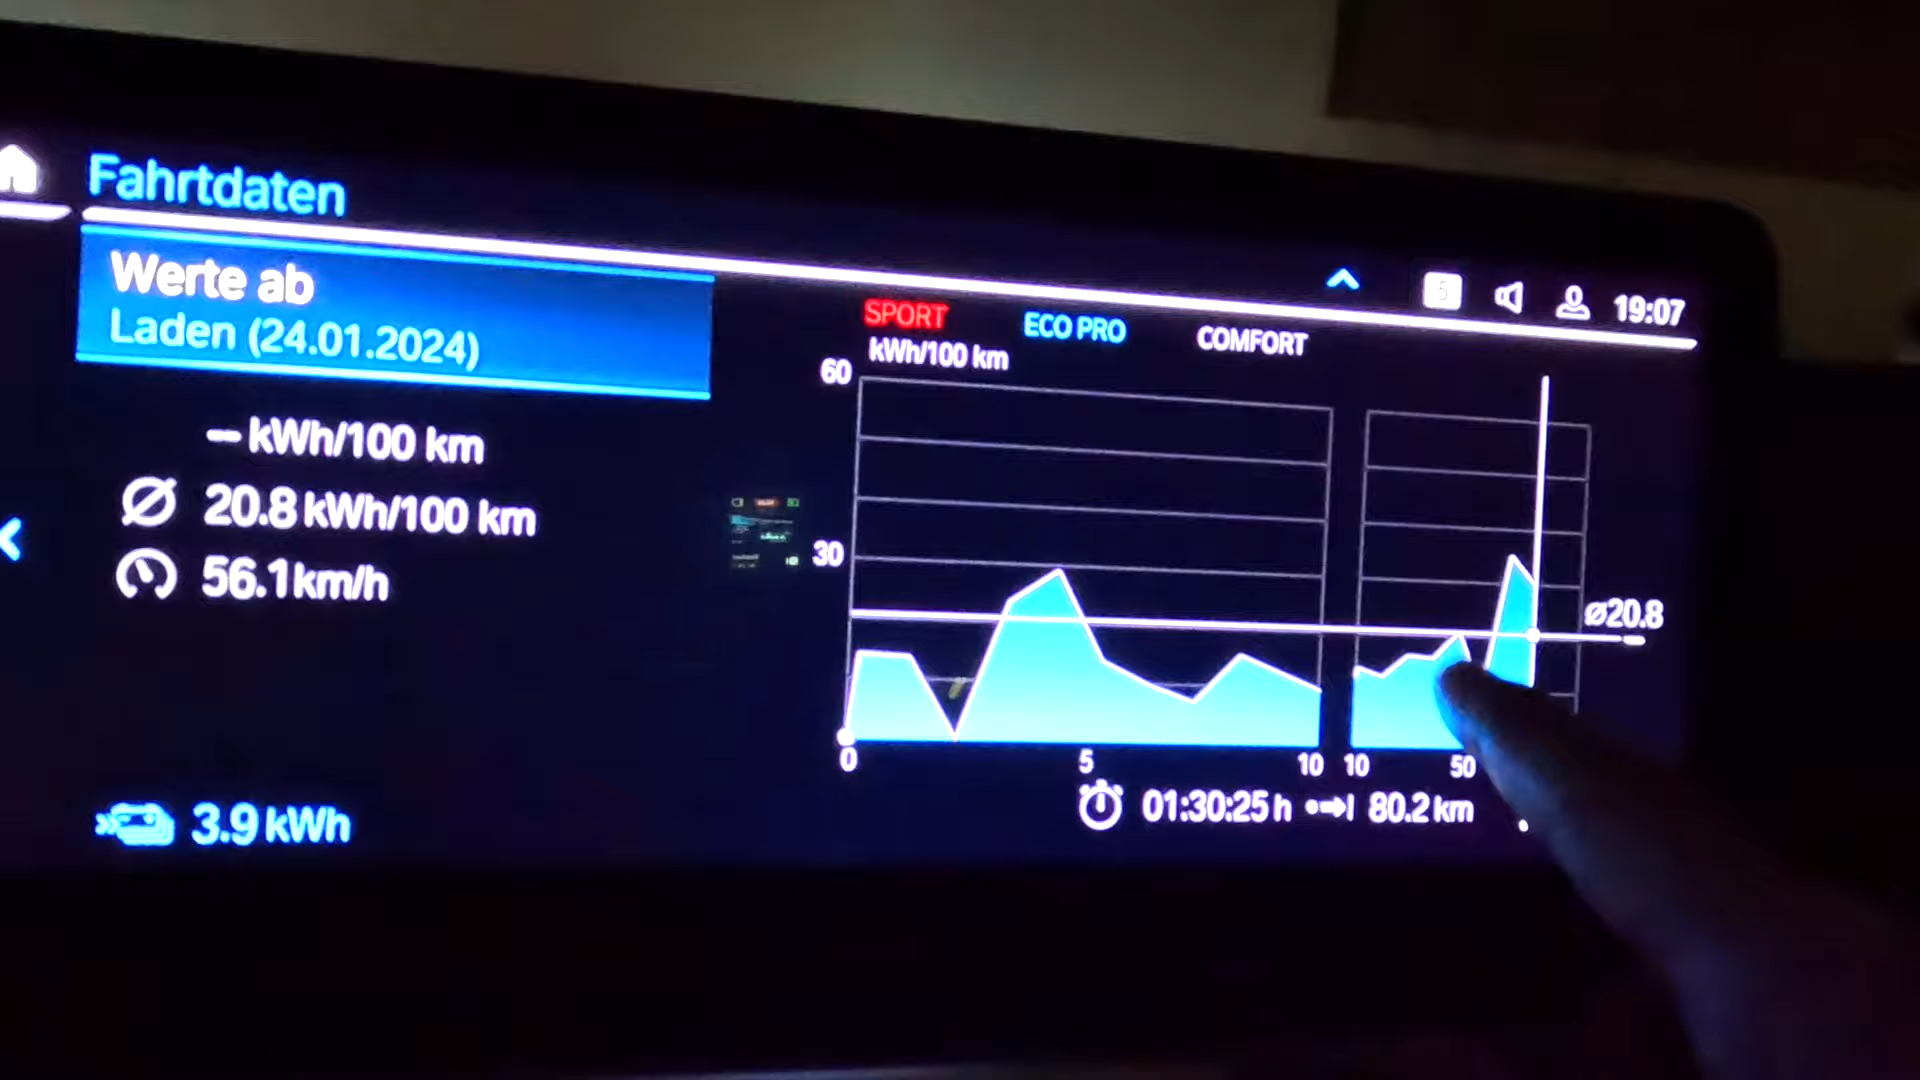 Fahrtdaten
19:07
Werte ab
Laden (24.01.2024)
-- kWh/100 km
Ø 20.8 kWh/100 km
56.1 km/h
3.9 kWh
SPORT ECO PRO COMFORT
kWh/100 km
60
30
ø20.8
0 5 10 10 50
01:30:25 h 80.2 km